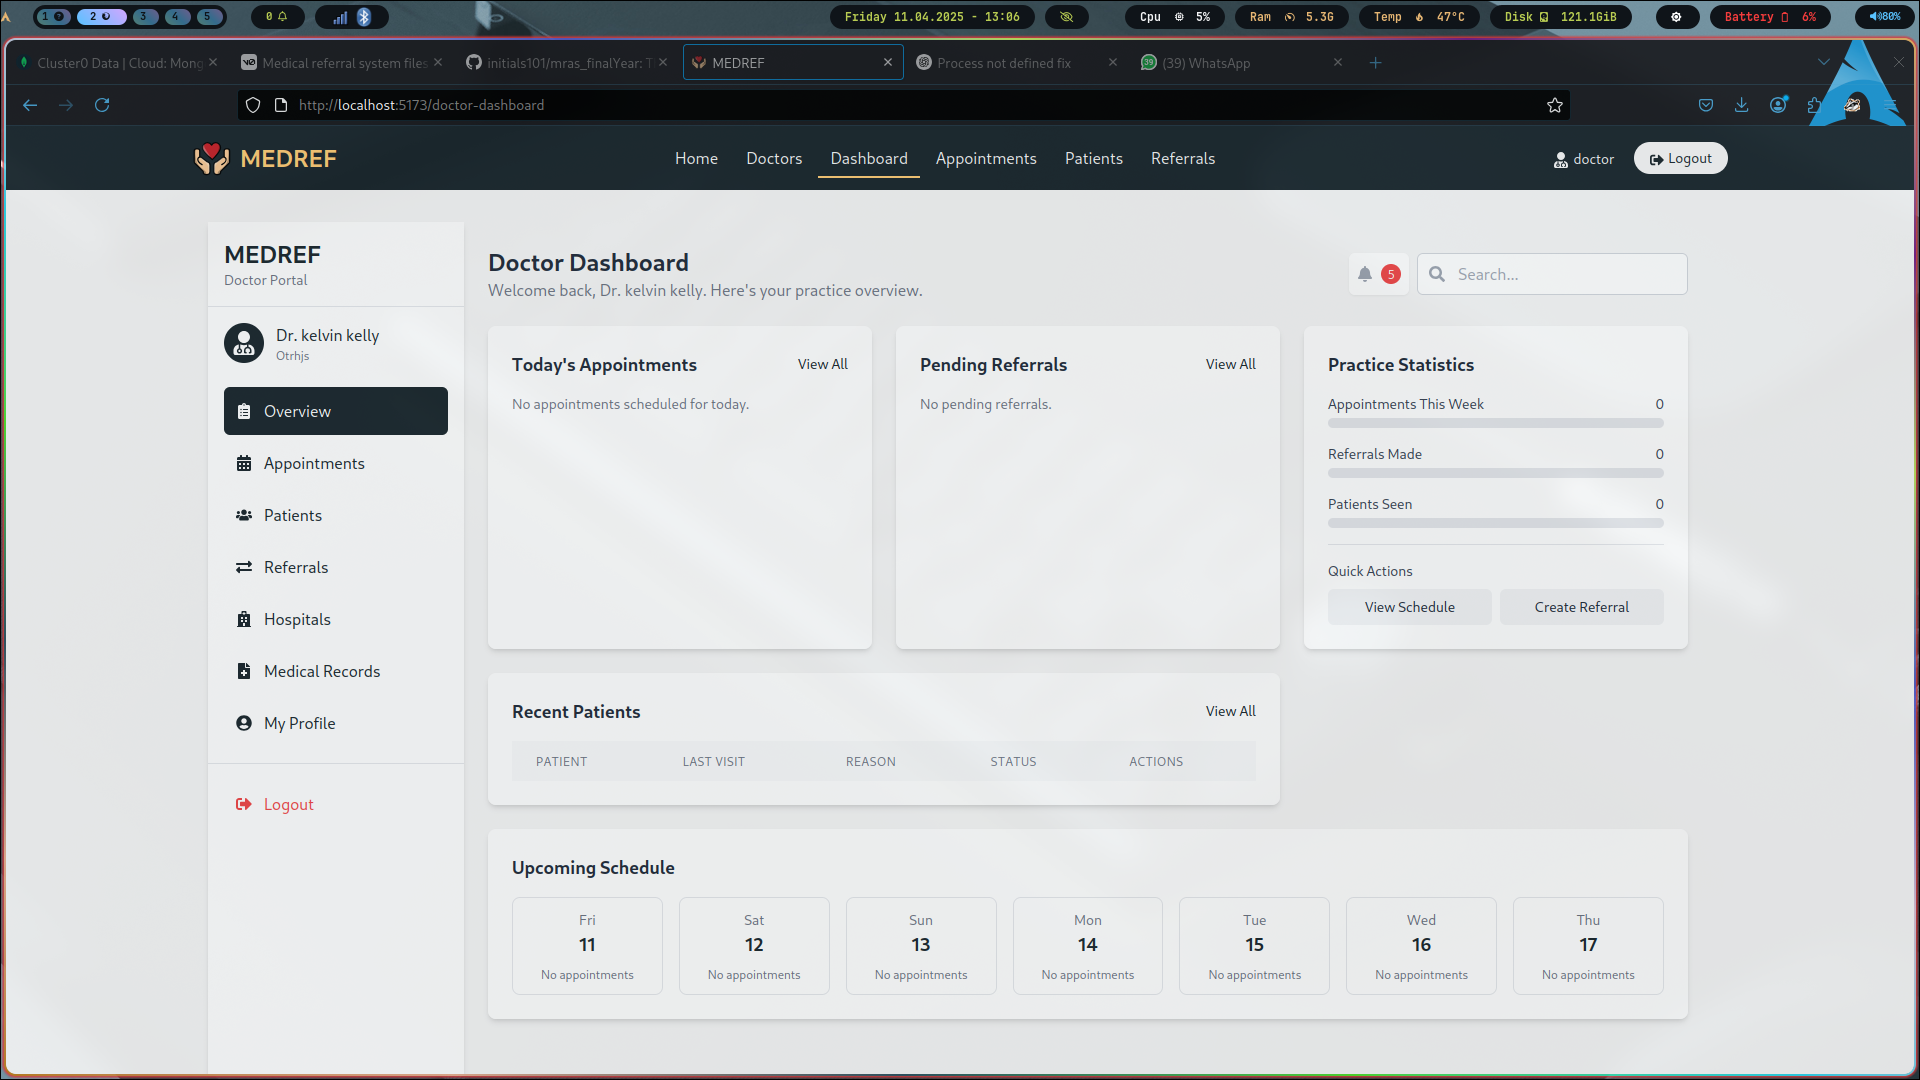 1 2 3 4 5 0 Friday 11.04.2025 - 13:06 Cpu 5% Ram 5.3G Temp 47°C Disk 121.1GiB Battery 6% 80%
Cluster0 Data | Cloud: Mong Medical referral system files initials101/mras_finalYear: T MEDREF Process not defined fix (39) WhatsApp
http://localhost:5173/doctor-dashboard
MEDREF Home Doctors Dashboard Appointments Patients Referrals doctor Logout
MEDREF
Doctor Portal
Dr. kelvin kelly
Otrhjs
Overview
Appointments
Patients
Referrals
Hospitals
Medical Records
My Profile
Logout
Doctor Dashboard
Welcome back, Dr. kelvin kelly. Here's your practice overview.
5 Search...
Today's Appointments View All
No appointments scheduled for today.
Pending Referrals View All
No pending referrals.
Practice Statistics
Appointments This Week 0
Referrals Made 0
Patients Seen 0
Quick Actions
View Schedule Create Referral
Recent Patients View All
PATIENT LAST VISIT REASON STATUS ACTIONS
Upcoming Schedule
Fri Sat Sun Mon Tue Wed Thu
11 12 13 14 15 16 17
No appointments No appointments No appointments No appointments No appointments No appointments No appointments